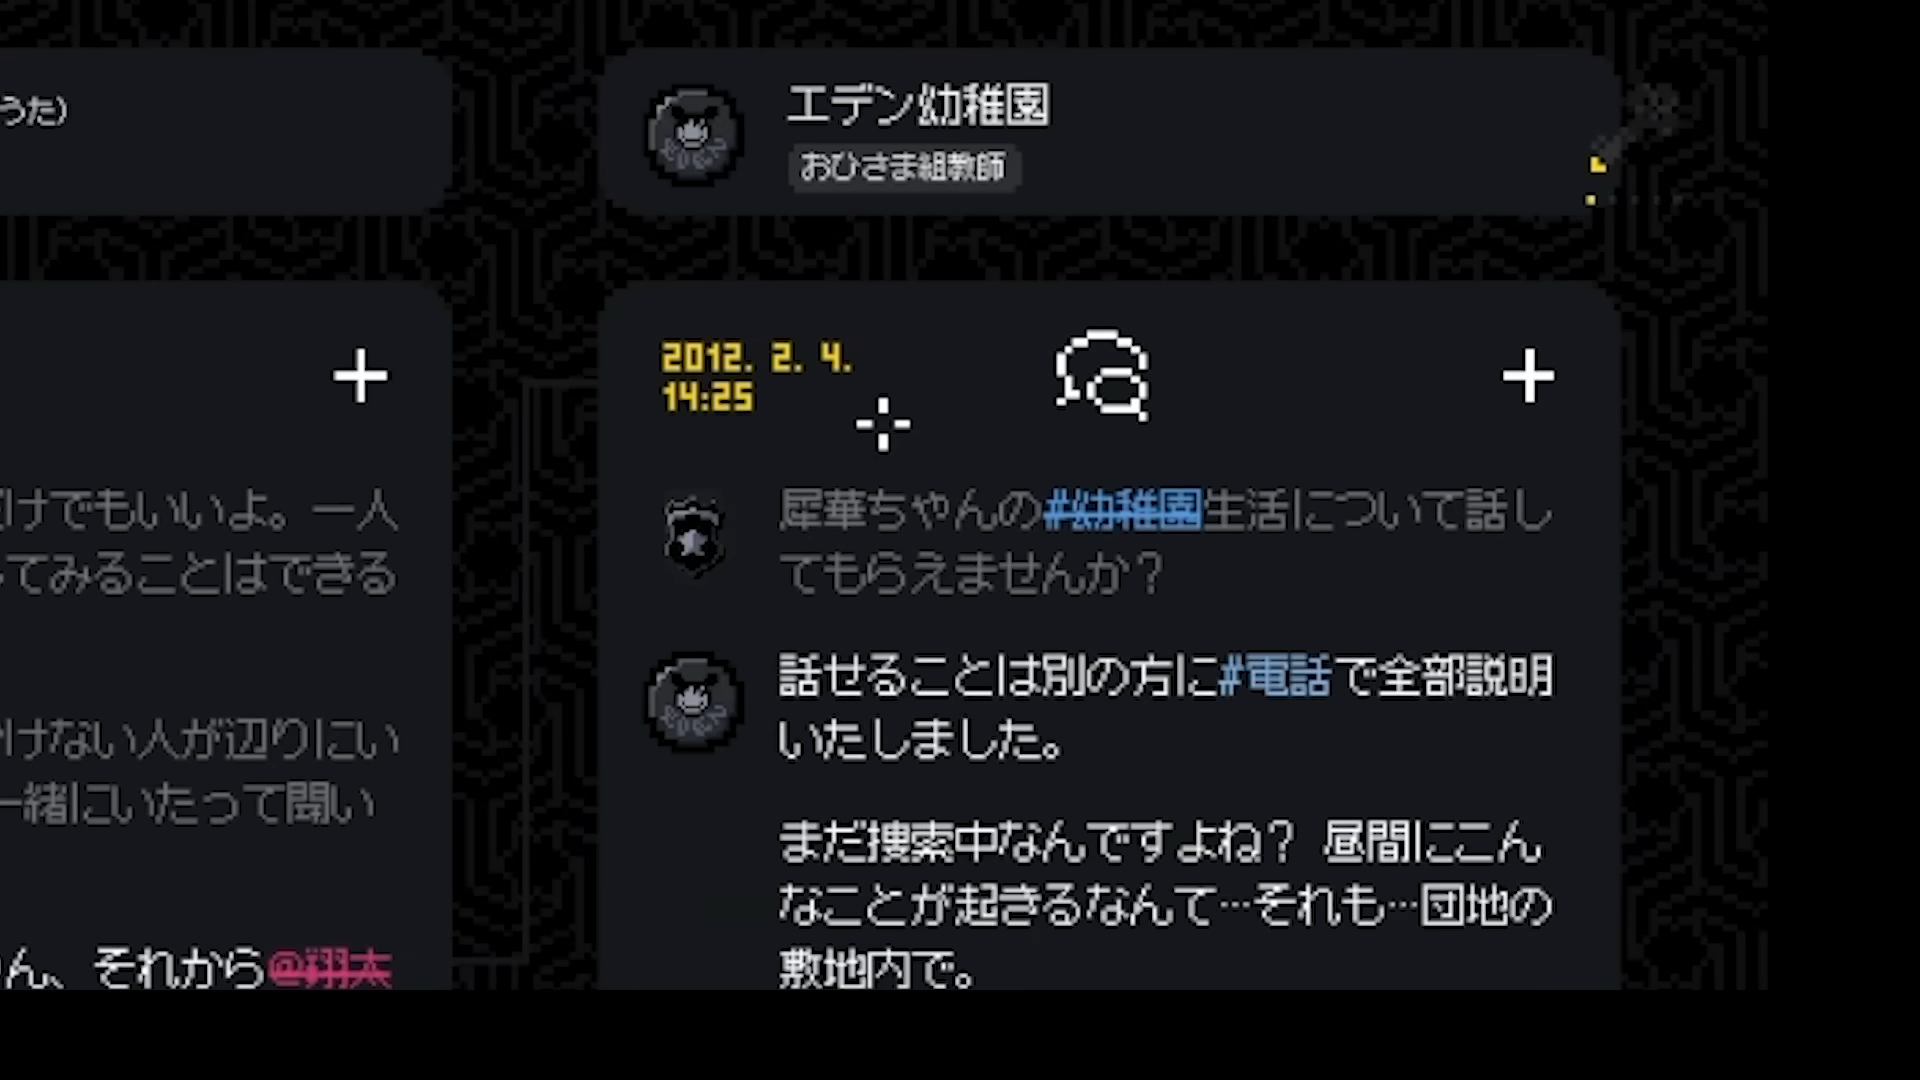 うた）
けでもいいよ。一人
てみることはできる
けない人が辺りにい
一緒にいたって聞い
ん、それから@翔太
エデン幼稚園
おひさま組教師
2012. 2. 4.
14:25
犀華ちゃんの#幼稚園生活について話し
てもらえませんか？
話せることは別の方に#電話で全部説明
いたしました。
まだ捜索中なんですよね？ 昼間にこん
なことが起きるなんて…それも…団地の
敷地内で。